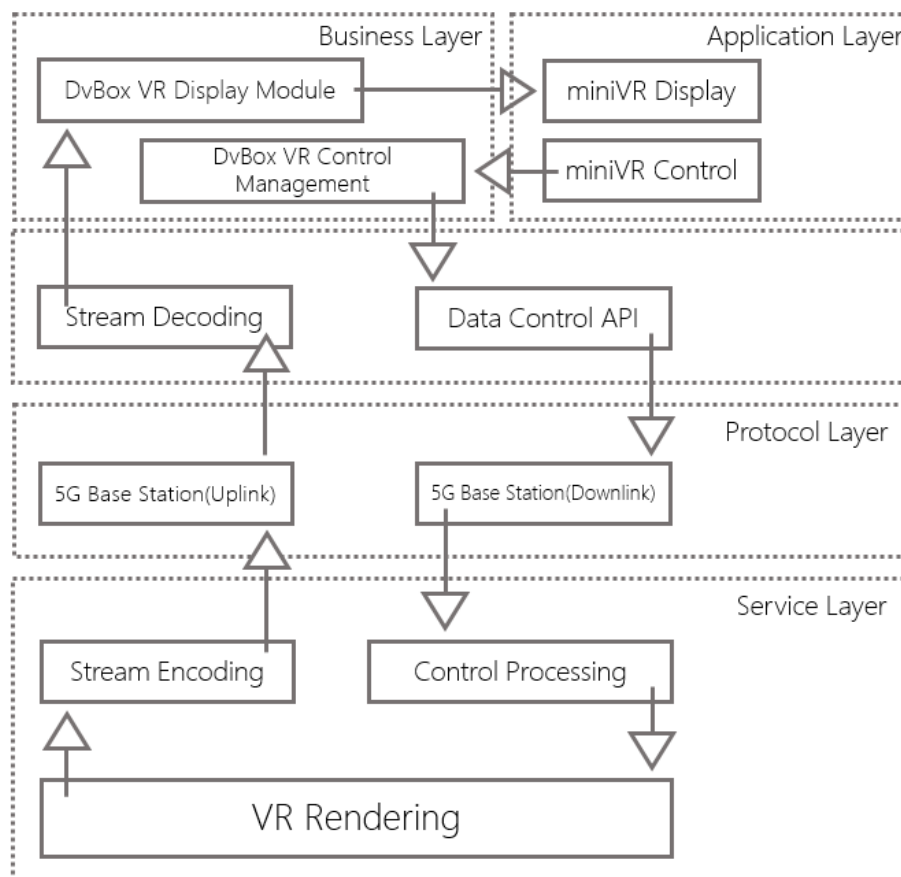 Business Layer
Application Layer
DvBox VR Display Module
miniVR Display
DvBox VR Control
Management
miniVR Control
Stream Decoding
Data Control API
Protocol Layer
5G Base Station(Uplink)
5G Base Station(Downlink)
Service Layer
Stream Encoding
Control Processing
VR Rendering